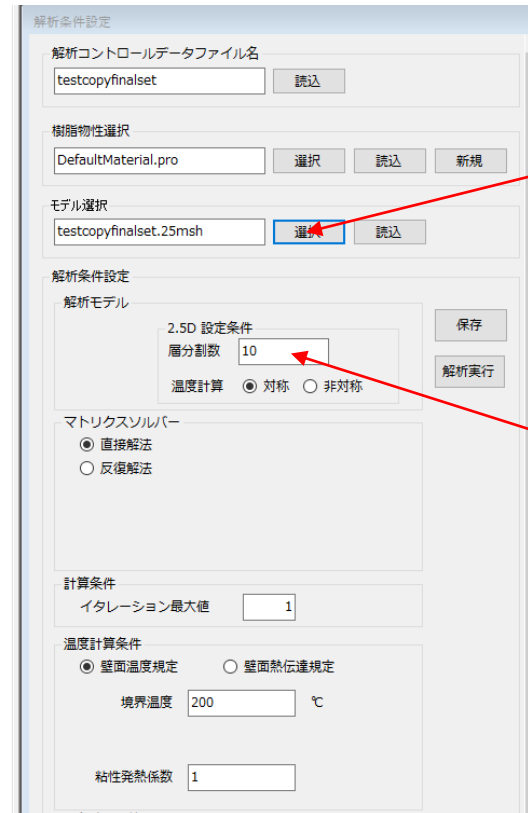 解析条件設定
解析コントロールデータファイル名
testcopyfinalset 読込
樹脂物性選択
DefaultMaterial.pro 選択 読込 新規
モデル選択
testcopyfinalset.25msh 選択 読込
解析条件設定
解析モデル
2.5D 設定条件 保存
層分割数 10
温度計算 対称 非対称 解析実行
マトリクスソルバー
直接解法
反復解法
計算条件
イタレーション最大値 1
温度計算条件
壁面温度規定 壁面熱伝達規定
境界温度 200 ℃
粘性発熱係数 1